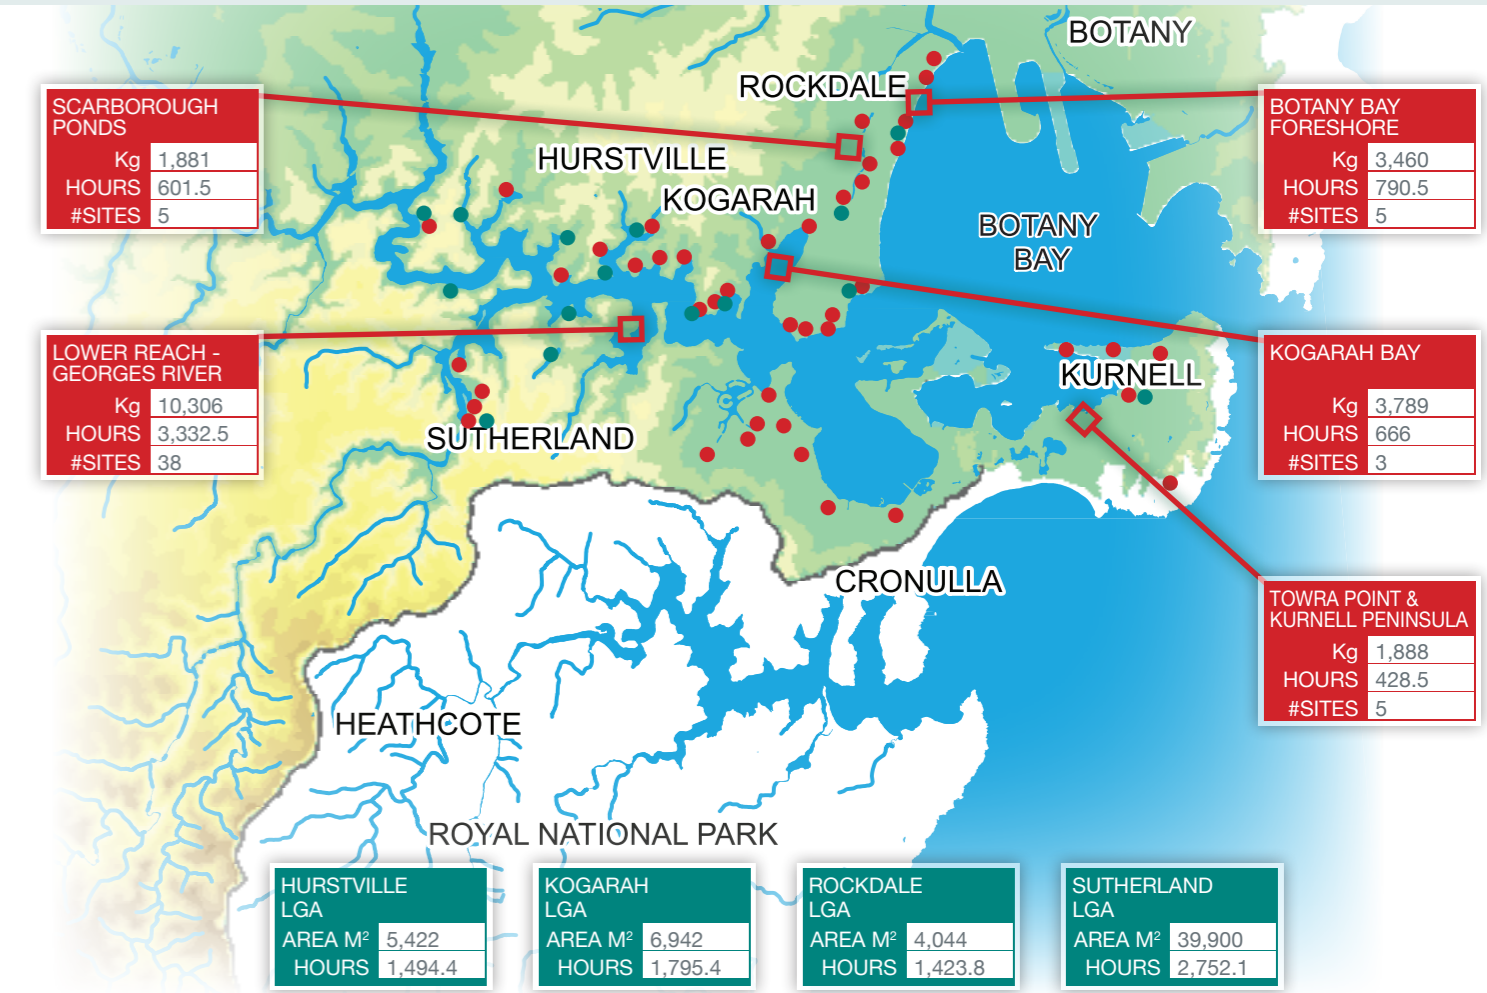 BOTANY
ROCKDALE
HURSTVILLE
KOGARAH
BOTANY
BAY
KURNELL
SUTHERLAND
CRONULLA
HEATHCOTE
ROYAL NATIONAL PARK
SCARBOROUGH
PONDS
Kg 1,881
HOURS 601.5
#SITES 5
BOTANY BAY
FORESHORE
Kg 3,460
HOURS 790.5
#SITES 5
LOWER REACH -
GEORGES RIVER
Kg 10,306
HOURS 3,332.5
#SITES 38
KOGARAH BAY
Kg 3,789
HOURS 666
#SITES 3
TOWRA POINT &
KURNELL PENINSULA
Kg 1,888
HOURS 428.5
#SITES 5
HURSTVILLE
LGA
AREA M² 5,422
HOURS 1,494.4
KOGARAH
LGA
AREA M² 6,942
HOURS 1,795.4
ROCKDALE
LGA
AREA M² 4,044
HOURS 1,423.8
SUTHERLAND
LGA
AREA M² 39,900
HOURS 2,752.1